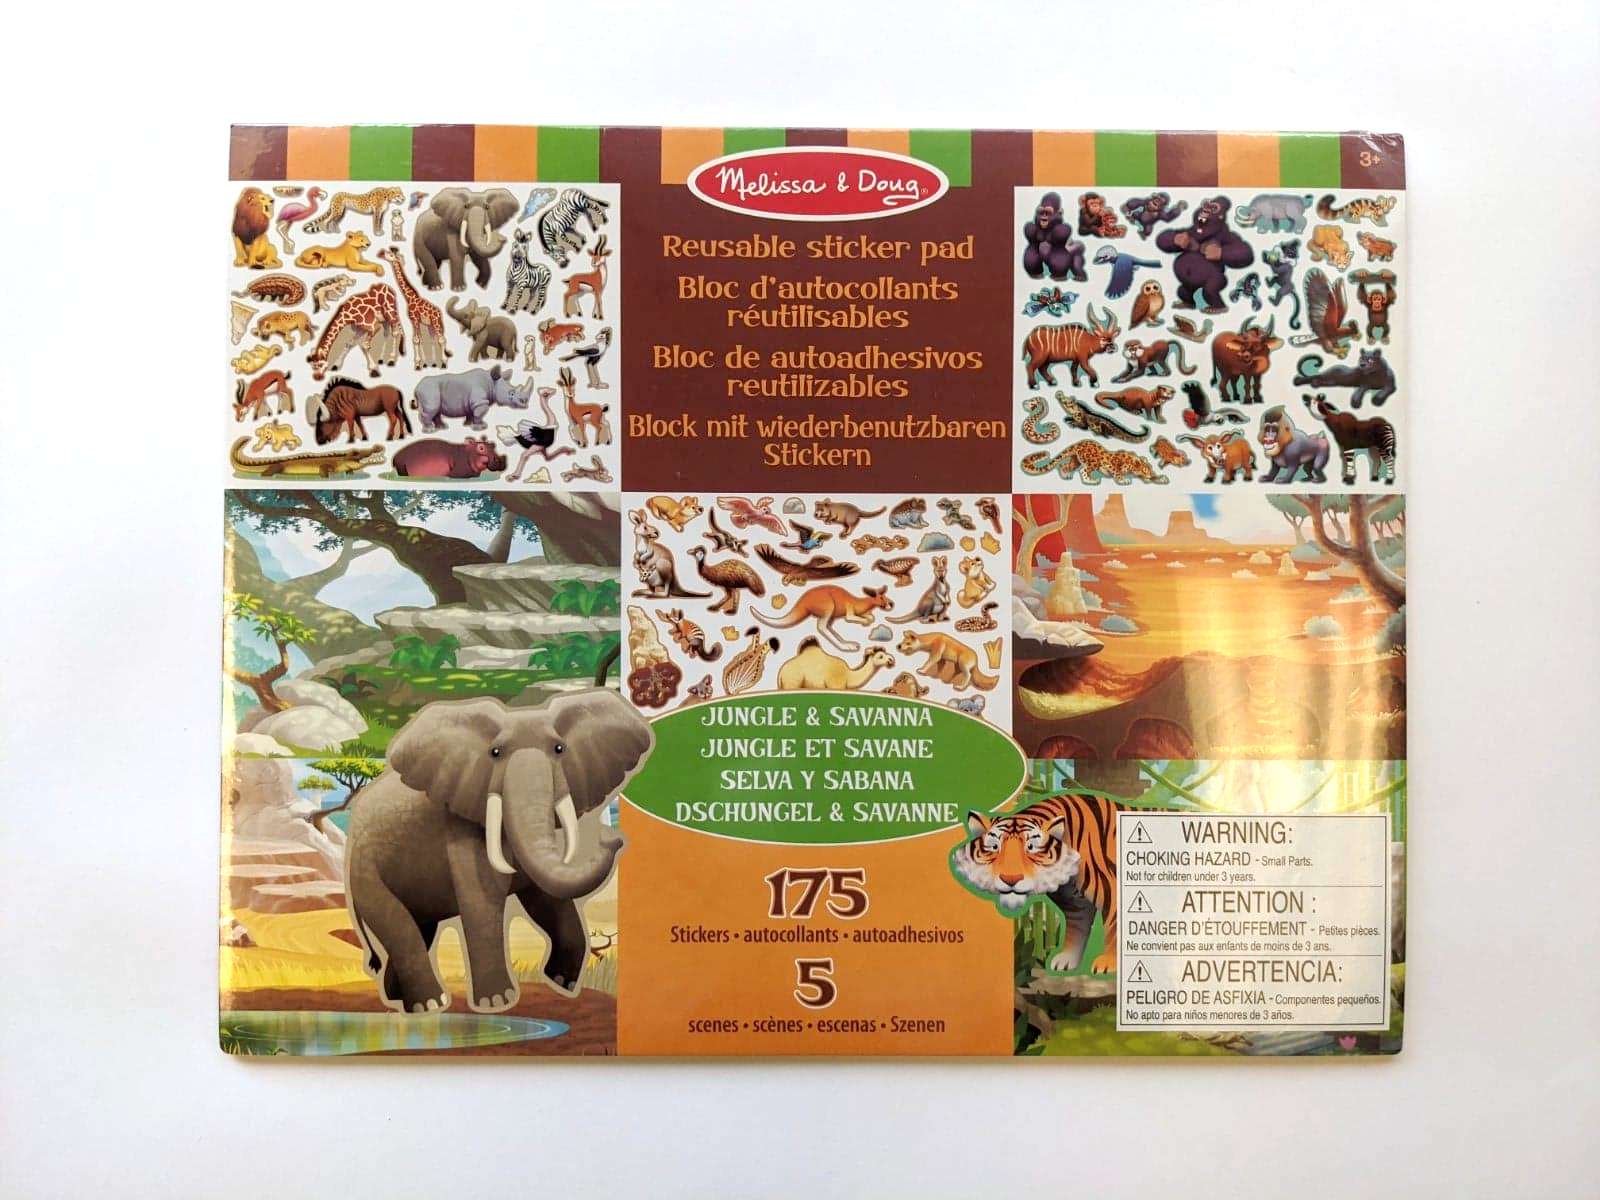 3+
Melissa & Doug®
Reusable sticker pad
Bloc d'autocollants
réutilisables
Bloc de autoadhesivos
reutilizables
Block mit wiederbenutzbaren
Stickern
JUNGLE & SAVANNA
JUNGLE ET SAVANE
SELVA Y SABANA
DSCHUNGEL & SAVANNE
175
Stickers • autocollants • autoadhesivos
5
scenes • scènes • escenas • Szenen
WARNING:
CHOKING HAZARD - Small Parts.
Not for children under 3 years.
ATTENTION :
DANGER D'ÉTOUFFEMENT - Petites pièces.
Ne convient pas aux enfants de moins de 3 ans.
ADVERTENCIA:
PELIGRO DE ASFIXIA - Componentes pequeños.
No apto para niños menores de 3 años.